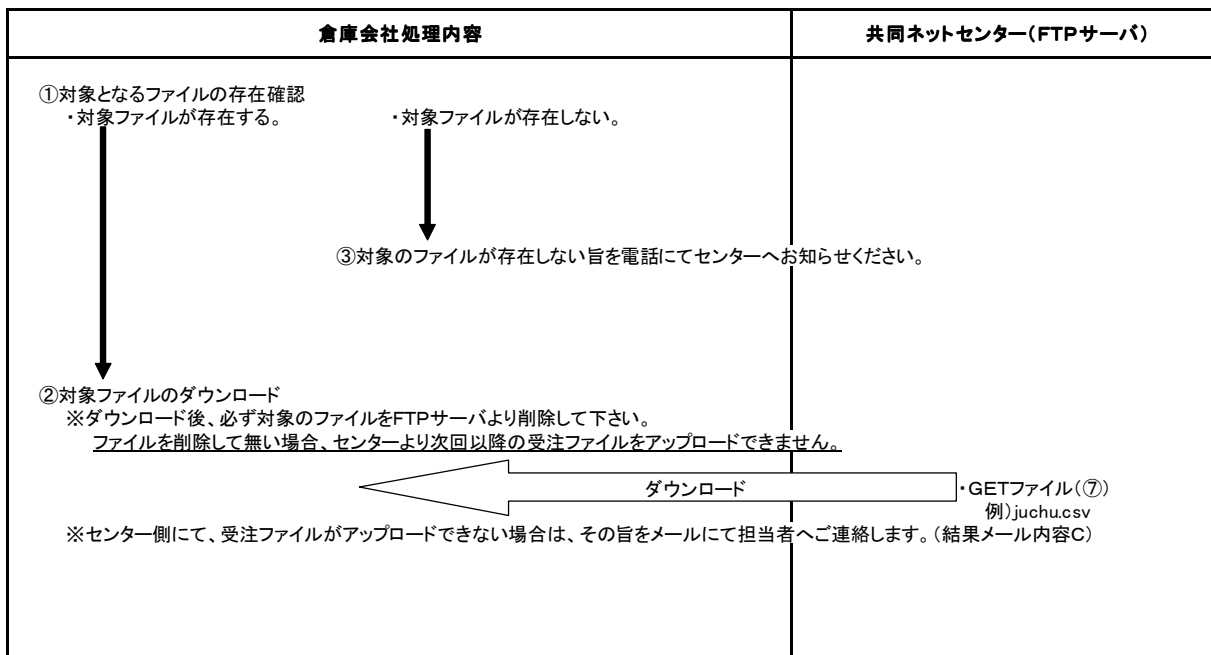 倉庫会社処理内容
共同ネットセンター(FTPサーバ)
①対象となるファイルの存在確認
・対象ファイルが存在する。
・対象ファイルが存在しない。
③対象のファイルが存在しない旨を電話にてセンターへお知らせください。
②対象ファイルのダウンロード
※ダウンロード後、必ず対象のファイルをFTPサーバより削除して下さい。
ファイルを削除して無い場合、センターより次回以降の受注ファイルをアップロードできません。
ダウンロード
・GETファイル(⑦)
例)juchu.csv
※センター側にて、受注ファイルがアップロードできない場合は、その旨をメールにて担当者へご連絡します。(結果メール内容C)